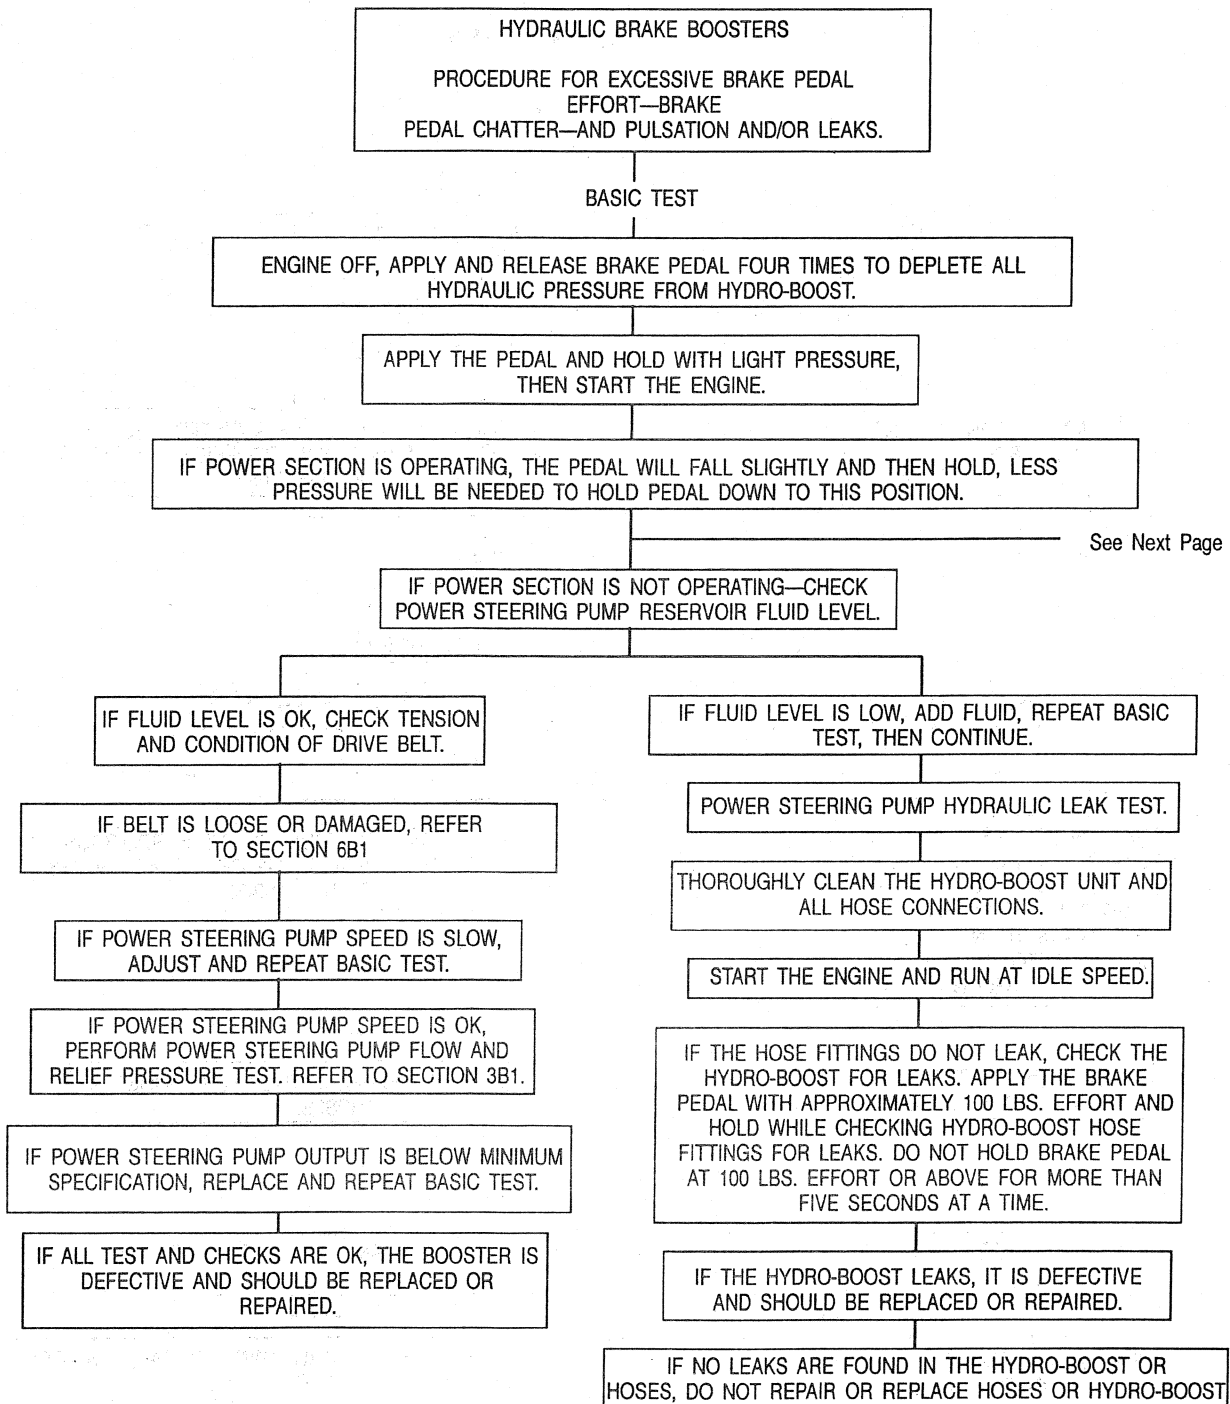 HYDRAULIC BRAKE BOOSTERS
PROCEDURE FOR EXCESSIVE BRAKE PEDAL
EFFORT—BRAKE
PEDAL CHATTER—AND PULSATION AND/OR LEAKS.
BASIC TEST
ENGINE OFF, APPLY AND RELEASE BRAKE PEDAL FOUR TIMES TO DEPLETE ALL
HYDRAULIC PRESSURE FROM HYDRO-BOOST.
APPLY THE PEDAL AND HOLD WITH LIGHT PRESSURE,
THEN START THE ENGINE.
IF POWER SECTION IS OPERATING, THE PEDAL WILL FALL SLIGHTLY AND THEN HOLD, LESS
PRESSURE WILL BE NEEDED TO HOLD PEDAL DOWN TO THIS POSITION.
See Next Page
IF POWER SECTION IS NOT OPERATING—CHECK
POWER STEERING PUMP RESERVOIR FLUID LEVEL.
IF FLUID LEVEL IS OK, CHECK TENSION
AND CONDITION OF DRIVE BELT.
IF BELT IS LOOSE OR DAMAGED, REFER
TO SECTION 6B1
IF POWER STEERING PUMP SPEED IS SLOW,
ADJUST AND REPEAT BASIC TEST.
IF POWER STEERING PUMP SPEED IS OK,
PERFORM POWER STEERING PUMP FLOW AND
RELIEF PRESSURE TEST. REFER TO SECTION 3B1.
IF POWER STEERING PUMP OUTPUT IS BELOW MINIMUM
SPECIFICATION, REPLACE AND REPEAT BASIC TEST.
IF ALL TEST AND CHECKS ARE OK, THE BOOSTER IS
DEFECTIVE AND SHOULD BE REPLACED OR
REPAIRED.
IF FLUID LEVEL IS LOW, ADD FLUID, REPEAT BASIC
TEST, THEN CONTINUE.
POWER STEERING PUMP HYDRAULIC LEAK TEST.
THOROUGHLY CLEAN THE HYDRO-BOOST UNIT AND
ALL HOSE CONNECTIONS.
START THE ENGINE AND RUN AT IDLE SPEED.
IF THE HOSE FITTINGS DO NOT LEAK, CHECK THE
HYDRO-BOOST FOR LEAKS. APPLY THE BRAKE
PEDAL WITH APPROXIMATELY 100 LBS. EFFORT AND
HOLD WHILE CHECKING HYDRO-BOOST HOSE
FITTINGS FOR LEAKS. DO NOT HOLD BRAKE PEDAL
AT 100 LBS. EFFORT OR ABOVE FOR MORE THAN
FIVE SECONDS AT A TIME.
IF THE HYDRO-BOOST LEAKS, IT IS DEFECTIVE
AND SHOULD BE REPLACED OR REPAIRED.
IF NO LEAKS ARE FOUND IN THE HYDRO-BOOST OR
HOSES, DO NOT REPAIR OR REPLACE HOSES OR HYDRO-BOOST